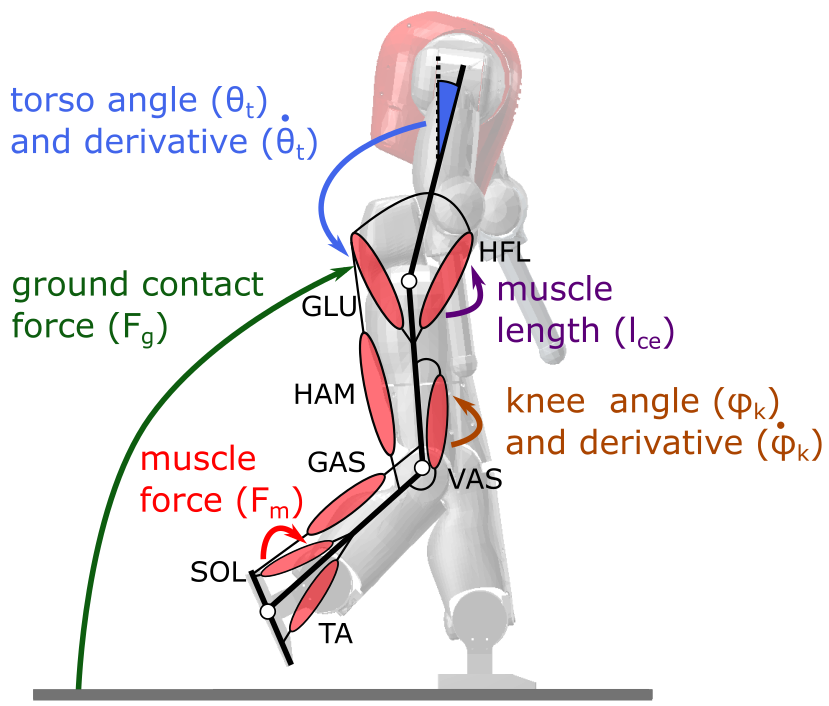 torso angle (θt)
and derivative (θ̇t)
HFL
ground contact
force (Fg)
GLU
muscle
length (lce)
HAM
knee  angle (φk)
and derivative (φ̇k)
muscle
force (Fm)
GAS
VAS
SOL
TA